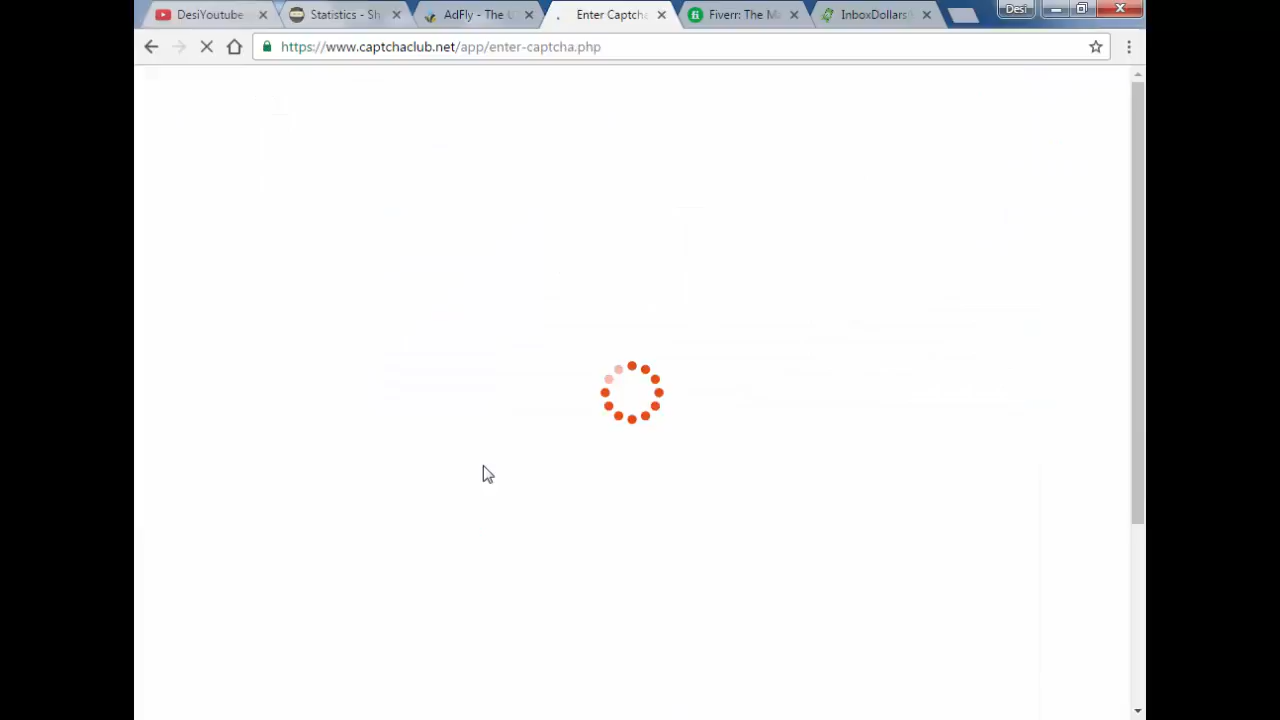 DesiYoutube
Statistics - Sh
AdFly - The U
Enter Captcha
Fiverr: The Ma
InboxDollars
Desi
https://www.captchaclub.net/app/enter-captcha.php